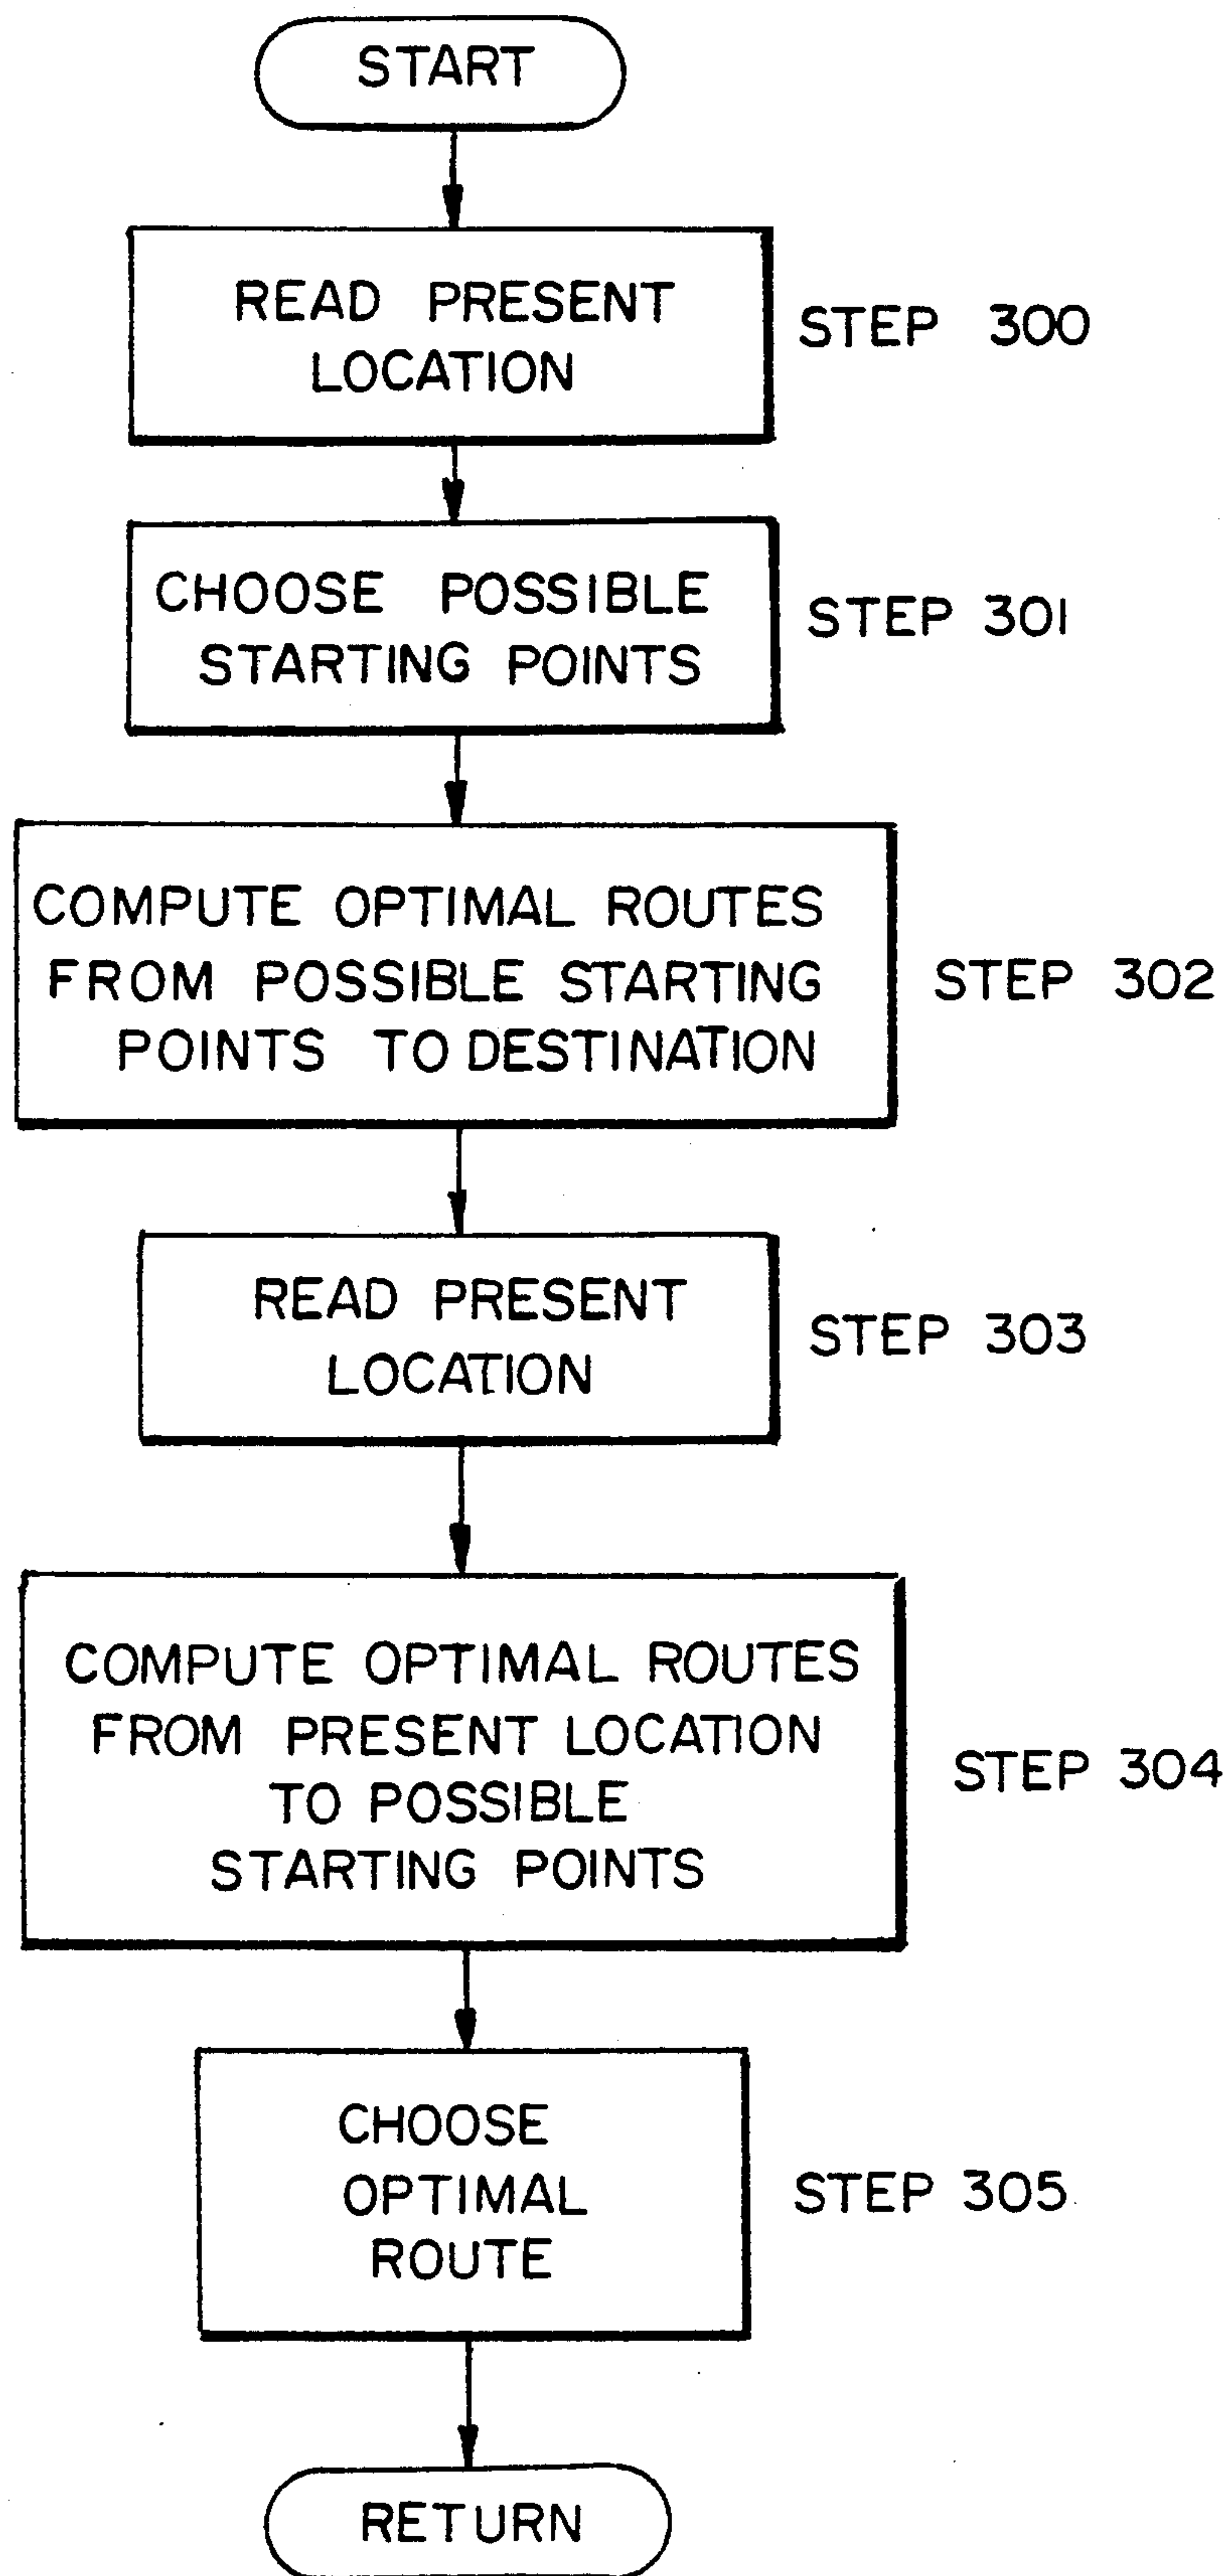 START
READ PRESENT
LOCATION
STEP 300
CHOOSE POSSIBLE
STARTING POINTS
STEP 301
COMPUTE OPTIMAL ROUTES
FROM POSSIBLE STARTING
POINTS TO DESTINATION
STEP 302
READ PRESENT
LOCATION
STEP 303
COMPUTE OPTIMAL ROUTES
FROM PRESENT LOCATION
TO POSSIBLE
STARTING POINTS
STEP 304
CHOOSE
OPTIMAL
ROUTE
STEP 305
RETURN